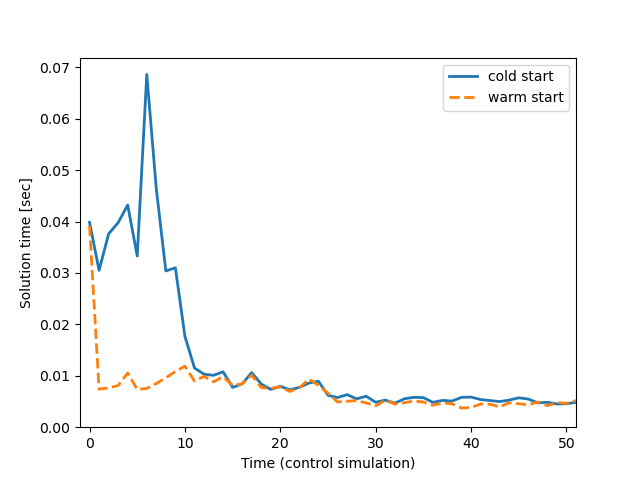 0.07
0.06
0.05
0.04
0.03
0.02
0.01
0.00
Solution time [sec]
cold start
warm start
0 10 20 30 40 50
Time (control simulation)